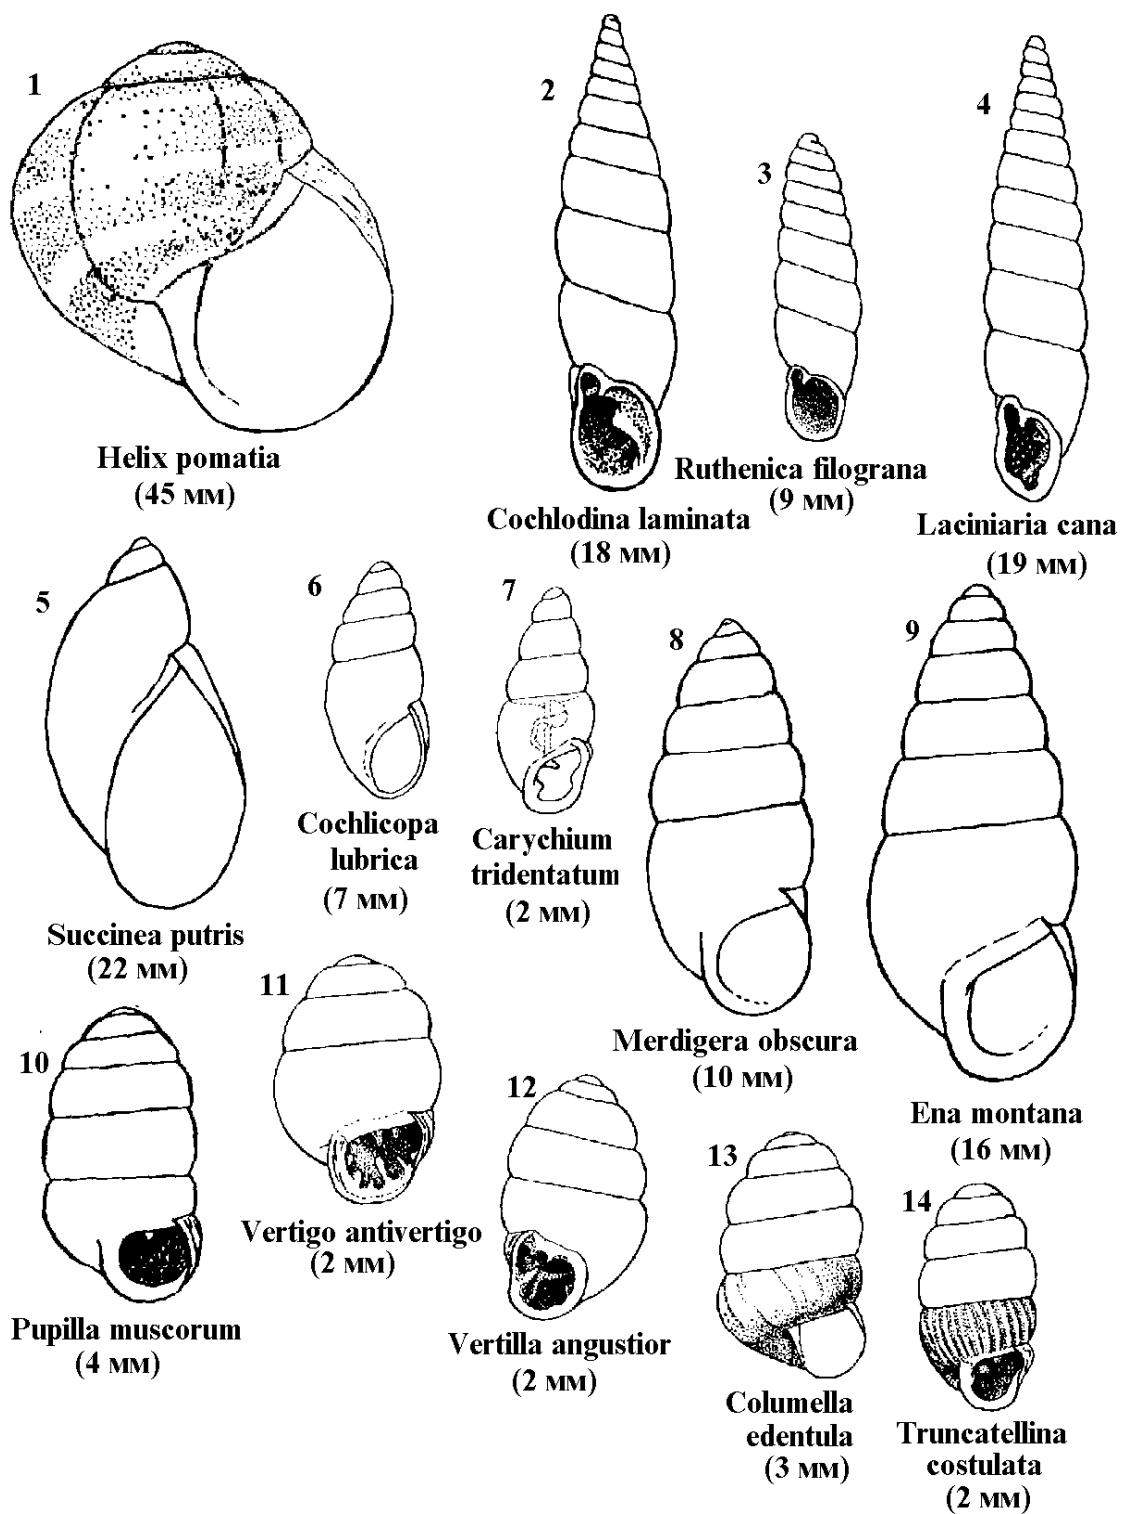 1
Helix pomatia
(45 мм)
2
Cochlodina laminata
(18 мм)
3
Ruthenica filograna
(9 мм)
4
Laciniaria cana
(19 мм)
5
Succinea putris
(22 мм)
6
Cochlicopa
lubrica
(7 мм)
7
Carychium
tridentatum
(2 мм)
8
Merdigera obscura
(10 мм)
9
Ena montana
(16 мм)
10
Pupilla muscorum
(4 мм)
11
Vertigo antivertigo
(2 мм)
12
Vertilla angustior
(2 мм)
13
Columella
edentula
(3 мм)
14
Truncatellina
costulata
(2 мм)